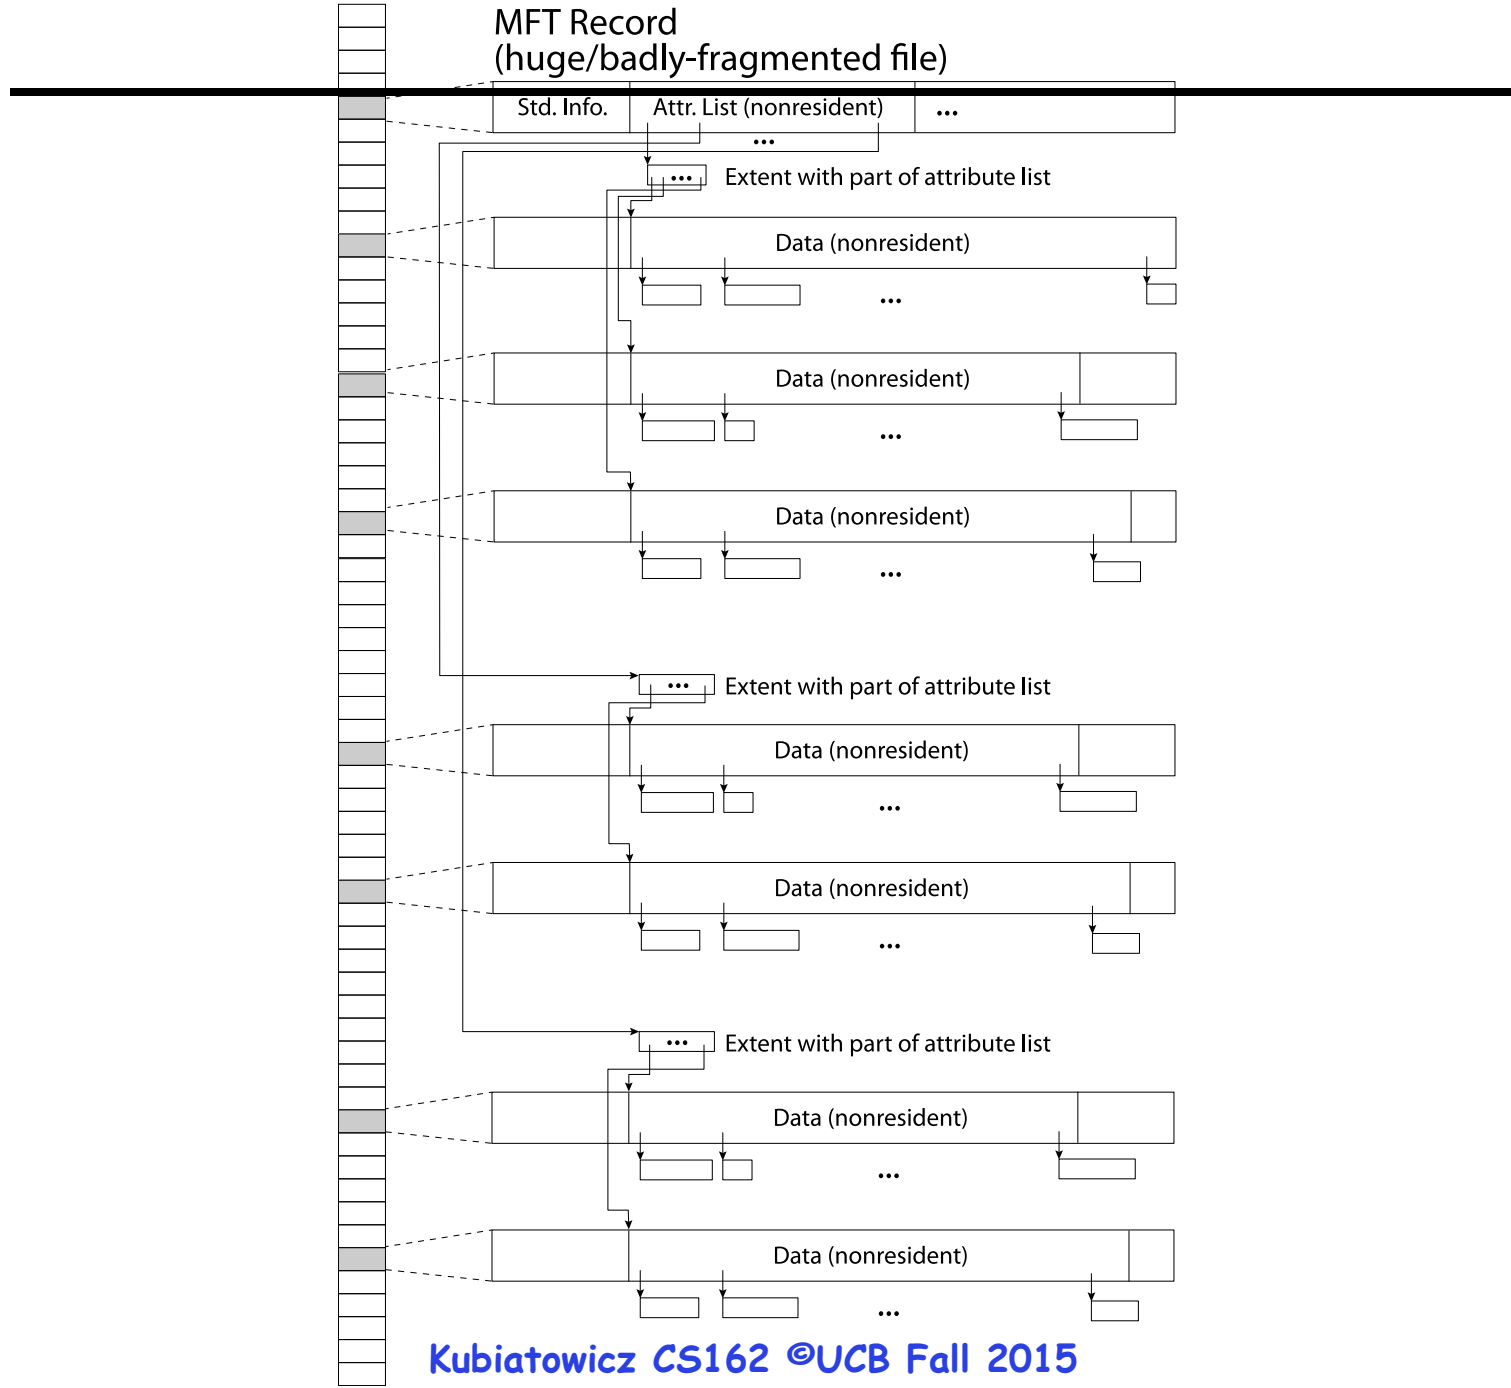 MFT Record
(huge/badly-fragmented file)
Std. Info.
Attr. List (nonresident)
...
...
... Extent with part of attribute list
Data (nonresident)
...
Data (nonresident)
...
Data (nonresident)
...
... Extent with part of attribute list
Data (nonresident)
...
Data (nonresident)
...
... Extent with part of attribute list
Data (nonresident)
...
Data (nonresident)
...
Kubiatowicz CS162 ©UCB Fall 2015